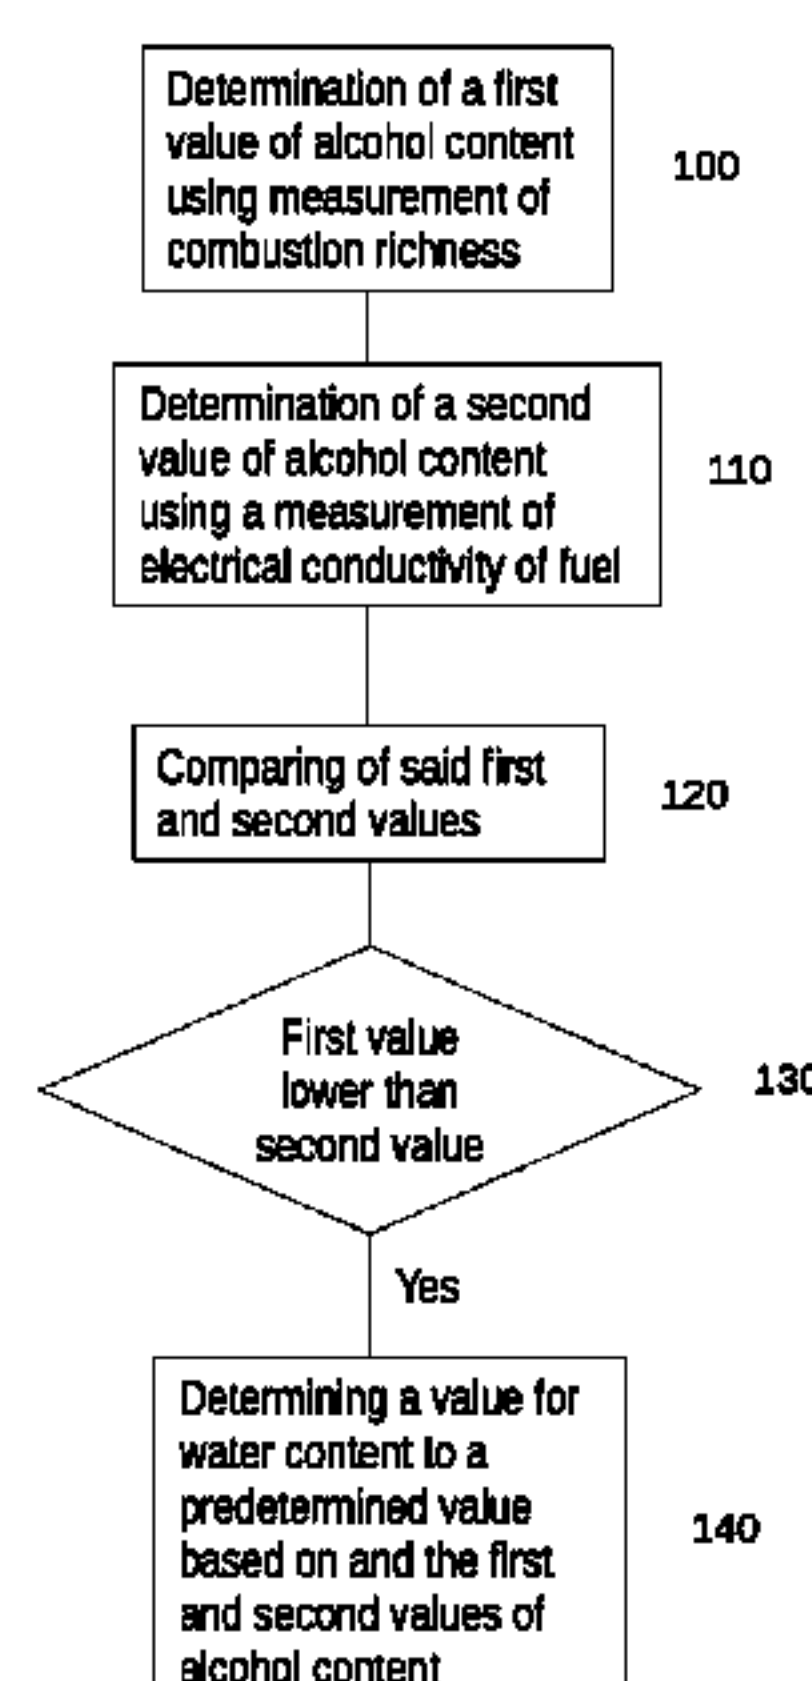 Determination of a first
value of alcohol content
using measurement of
combustion richness
100
Determination of a second
value of alcohol content
using a measurement of
electrical conductivity of fuel
110
Comparing of said first
and second values
120
First value
lower than
second value
130
Yes
Determining a value for
water content to a
predetermined value
based on and the first
and second values of
alcohol content
140